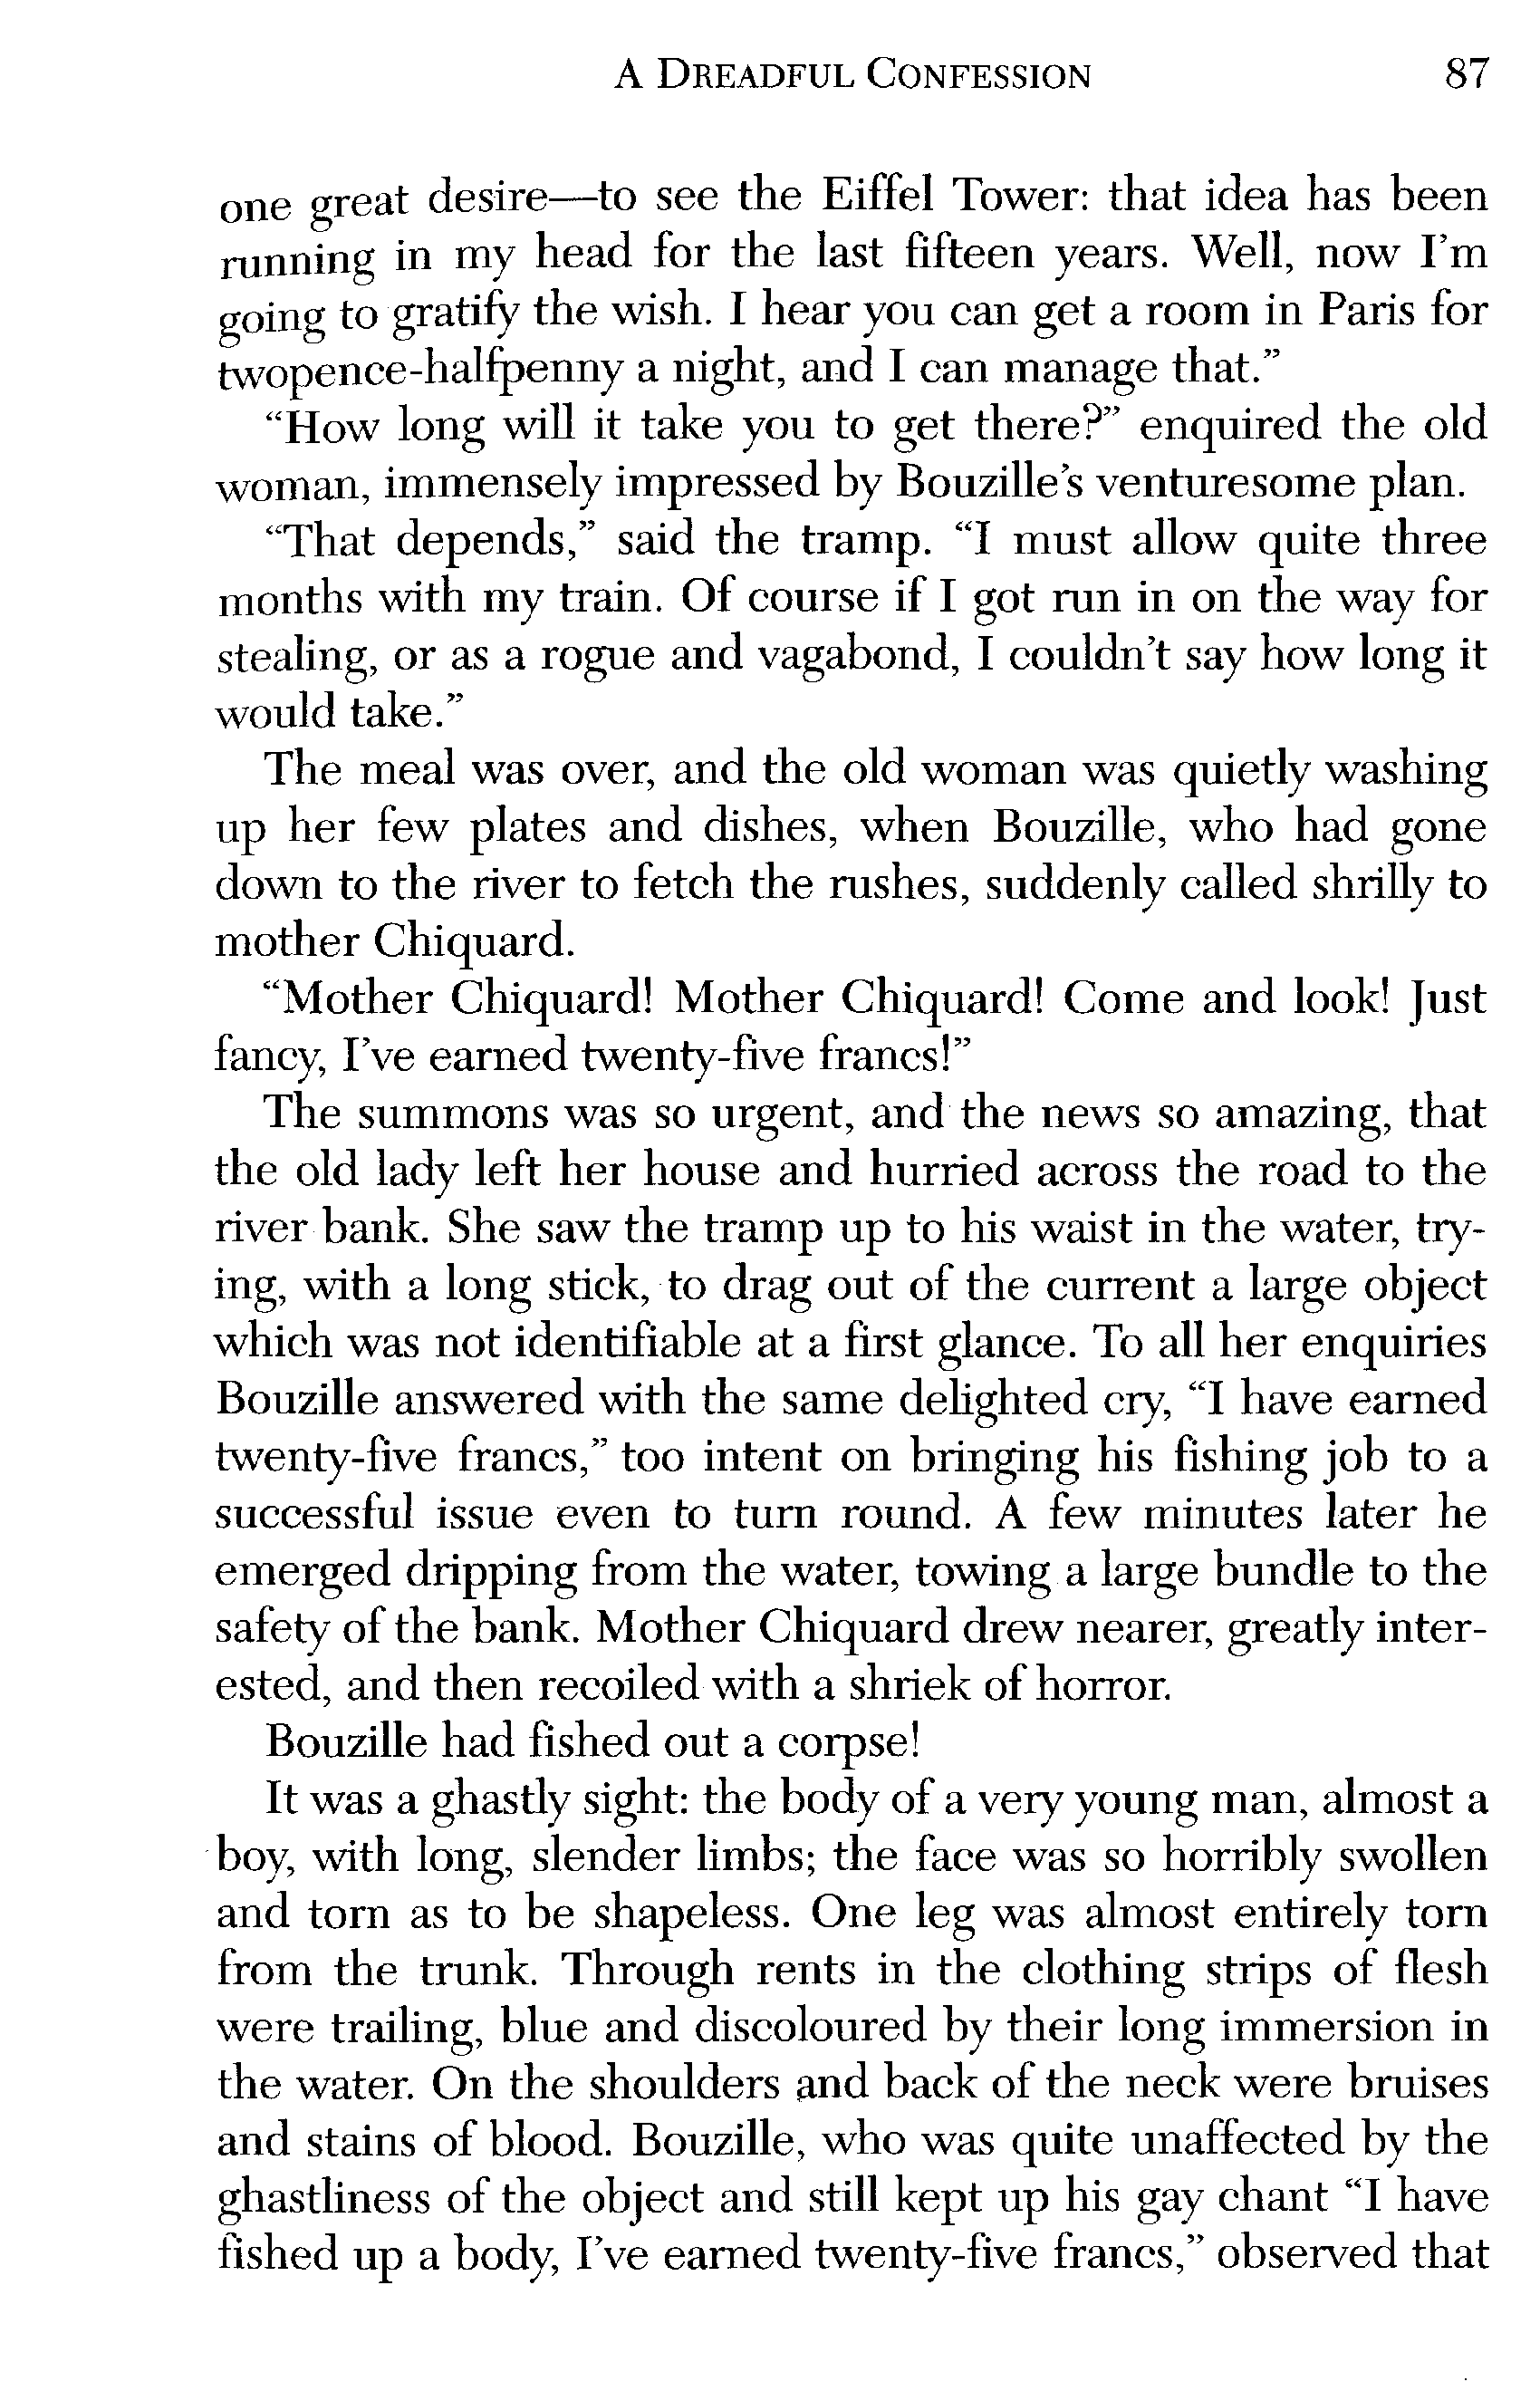 A DREADFUL CONFESSION 87
one great desire—to see the Eiffel Tower: that idea has been
running in my head for the last fifteen years. Well, now I’m
going to gratify the wish. I hear you can get a room in Paris for
twopence-halfpenny a night, and I can manage that.”
“How long will it take you to get there?” enquired the old
woman, immensely impressed by Bouzille’s venturesome plan.
“That depends,” said the tramp. “I must allow quite three
months with my train. Of course if I got run in on the way for
stealing, or as a rogue and vagabond, I couldn’t say how long it
would take.”
The meal was over, and the old woman was quietly washing
up her few plates and dishes, when Bouzille, who had gone
down to the river to fetch the rushes, suddenly called shrilly to
mother Chiquard.
“Mother Chiquard! Mother Chiquard! Come and look! Just
fancy, I’ve earned twenty-five francs!”
The summons was so urgent, and the news so amazing, that
the old lady left her house and hurried across the road to the
river bank. She saw the tramp up to his waist in the water, try-
ing, with a long stick, to drag out of the current a large object
which was not identifiable at a first glance. To all her enquiries
Bouzille answered with the same delighted cry, “I have earned
twenty-five francs,” too intent on bringing his fishing job to a
successful issue even to turn round. A few minutes later he
emerged dripping from the water, towing a large bundle to the
safety of the bank. Mother Chiquard drew nearer, greatly inter-
ested, and then recoiled with a shriek of horror.
Bouzille had fished out a corpse!
It was a ghastly sight: the body of a very young man, almost a
boy, with long, slender limbs; the face was so horribly swollen
and torn as to be shapeless. One leg was almost entirely torn
from the trunk. Through rents in the clothing strips of flesh
were trailing, blue and discoloured by their long immersion in
the water. On the shoulders and back of the neck were bruises
and stains of blood. Bouzille, who was quite unaffected by the
ghastliness of the object and still kept up his gay chant “I have
fished up a body, I’ve earned twenty-five francs,” observed that